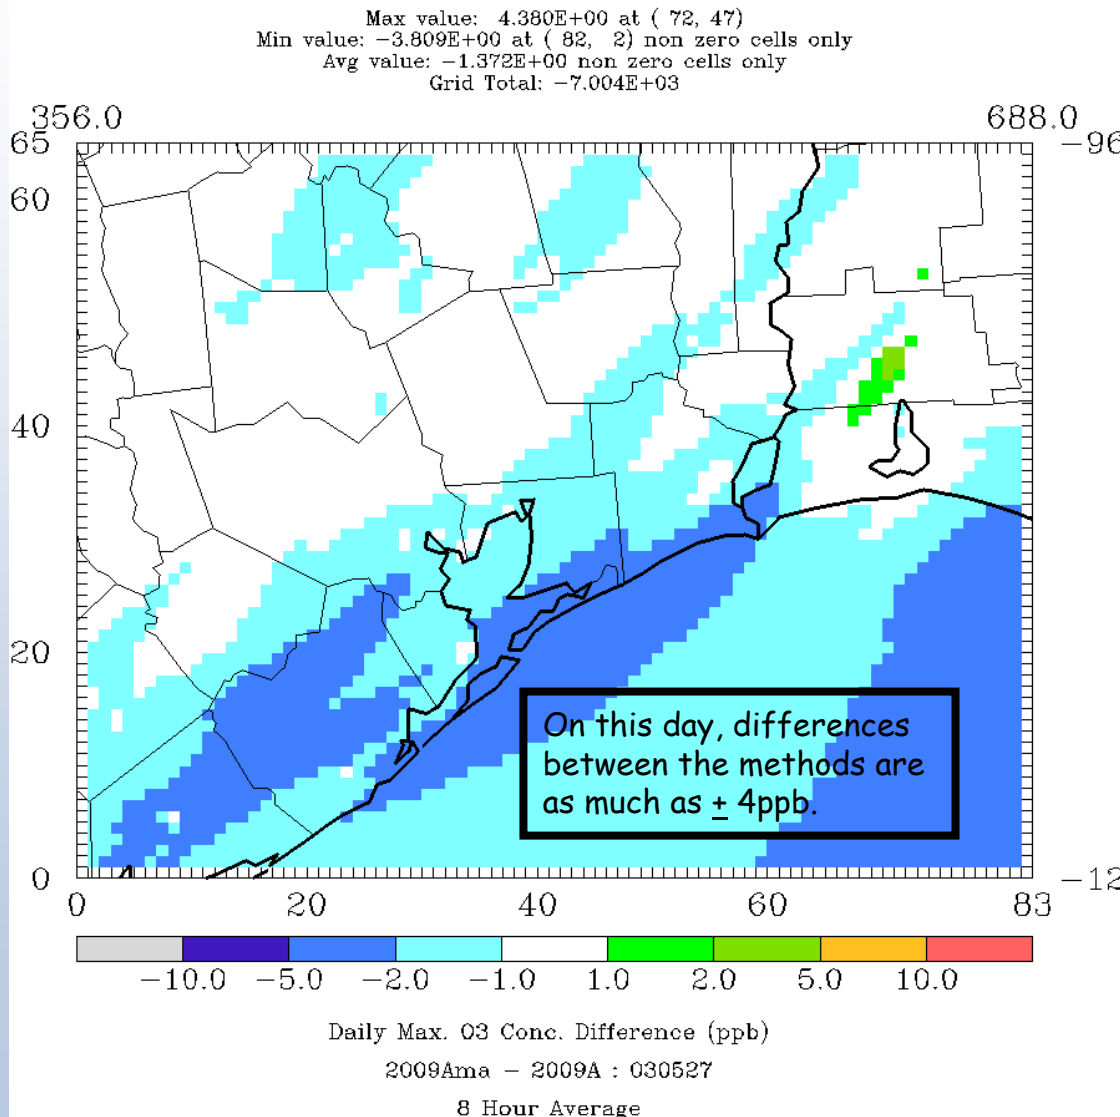 Max value: 4.380E+00 at ( 72, 47)
Min value: −3.809E+00 at ( 82, 2) non zero cells only
Avg value: −1.372E+00 non zero cells only
Grid Total: −7.004E+03
356.0 688.0
65 −96
60
40
20
0 −12
0 20 40 60 83
On this day, differences
between the methods are
as much as ± 4ppb.
−10.0 −5.0 −2.0 −1.0 1.0 2.0 5.0 10.0
Daily Max. O3 Conc. Difference (ppb)
2009Ama − 2009A : 030527
8 Hour Average